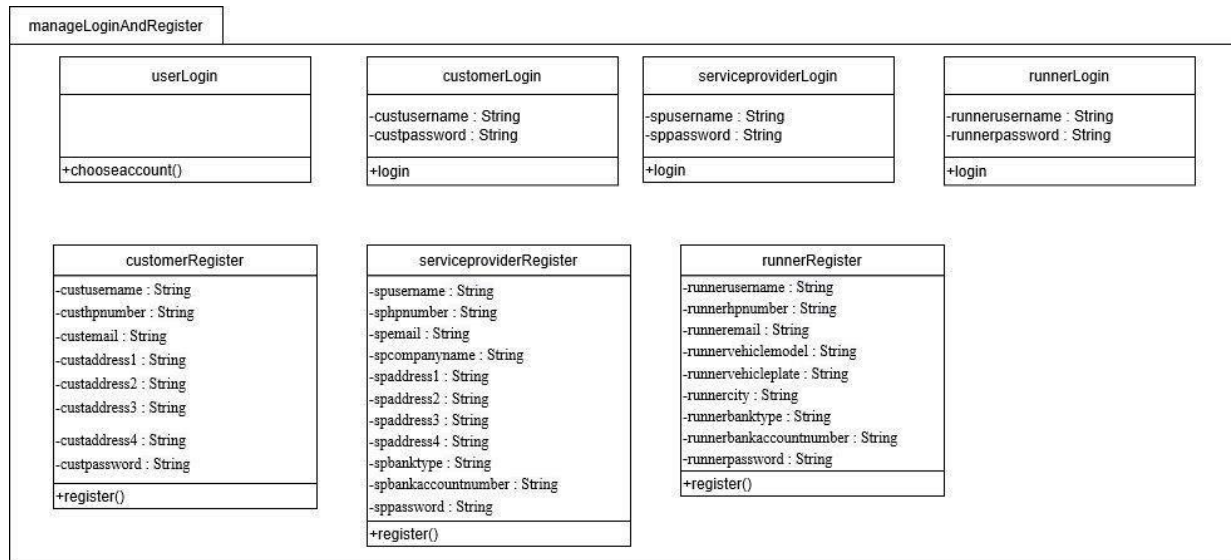 manageLoginAndRegister
userLogin
+chooseaccount()
customerLogin
-custusername : String
-custpassword : String
+login
serviceproviderLogin
-spusername : String
-sppassword : String
+login
runnerLogin
-runnerusername : String
-runnerpassword : String
+login
customerRegister
-custusername : String
-custhpnumber : String
-custemail : String
-custaddress1 : String
-custaddress2 : String
-custaddress3 : String
-custaddress4 : String
-custpassword : String
+register()
serviceproviderRegister
-spusername : String
-sphpnumber : String
-spemail : String
-spcompanyname : String
-spaddress1 : String
-spaddress2 : String
-spaddress3 : String
-spaddress4 : String
-spbanktype : String
-spbankaccountnumber : String
-sppassword : String
+register()
runnerRegister
-runnerusername : String
-runnerhpnumber : String
-runneremail : String
-runnervehiclemodel : String
-runnervehicleplate : String
-runnercity : String
-runnerbanktype : String
-runnerbankaccountnumber : String
-runnerpassword : String
+register()